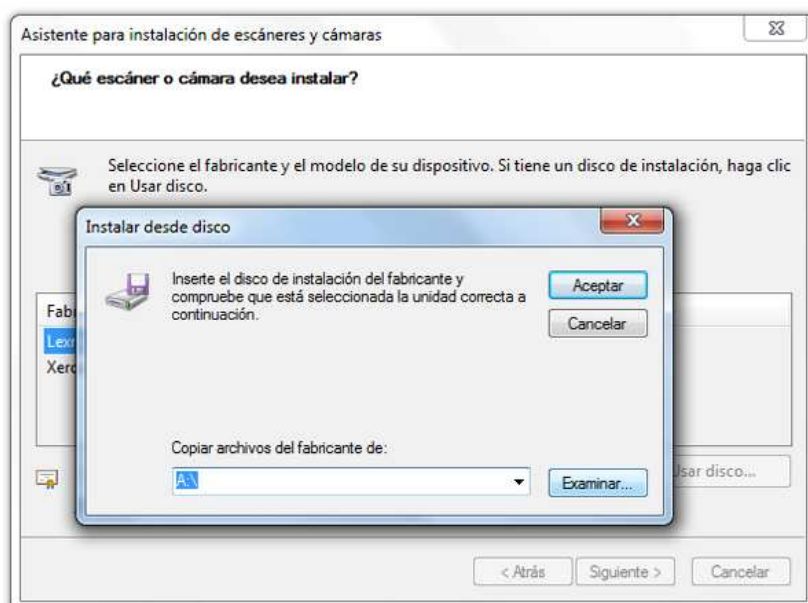 Asistente para instalación de escáneres y cámaras
¿Qué escáner o cámara desea instalar?
Seleccione el fabricante y el modelo de su dispositivo. Si tiene un disco de instalación, haga clic
en Usar disco.
Instalar desde disco
Inserte el disco de instalación del fabricante y
compruebe que está seleccionada la unidad correcta a
continuación.
Aceptar
Cancelar
Copiar archivos del fabricante de:
A:\
Examinar...
disco...
< Atrás
Siguiente >
Cancelar